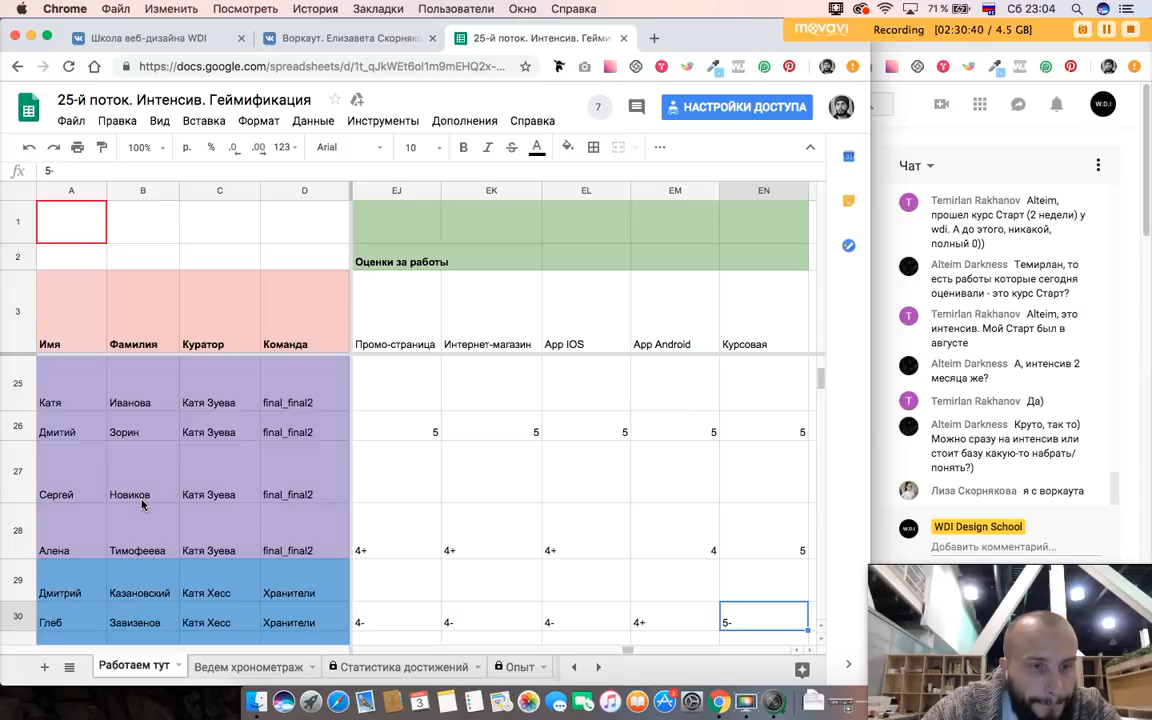 Chrome Файл Изменить Посмотреть История Закладки Пользователи Окно Справка 71 % Сб 23:04
movavi Recording [02:30:40 / 4.5 GB]
Школа веб-дизайна WDI
Воркаут. Елизавета Скорняко
25-й поток. Интенсив. Гейми
https://docs.google.com/spreadsheets/d/1t_qJkWEt6ol1m9mEHQ2x-...
25-й поток. Интенсив. Геймификация
7
НАСТРОЙКИ ДОСТУПА
W.D.I
Файл Правка Вид Вставка Формат Данные Инструменты Дополнения Справка
100% р. % .0 .00 123 Arial 10 B I S A
fx 5-
A B C D EJ EK EL EM EN
1
2 Оценки за работы
3 Имя Фамилия Куратор Команда Промо-страница Интернет-магазин App IOS App Android Курсовая
25 Катя Иванова Катя Зуева final_final2
26 Дмитий Зорин Катя Зуева final_final2 5 5 5 5 5
27 Сергей Новиков Катя Зуева final_final2
28 Алена Тимофеева Катя Зуева final_final2 4+ 4+ 4+ 4 5
29 Дмитрий Казановский Катя Хесс Хранители
30 Глеб Завизенов Катя Хесс Хранители 4- 4- 4- 4+ 5-
Работаем тут Ведем хронометраж Статистика достижений Опыт
Чат
T Temirlan Rakhanov Alteim,
прошел курс Старт (2 недели) у
wdi. А до этого, никакой,
полный 0))
Alteim Darkness Темирлан, то
есть работы которые сегодня
оценивали - это курс Старт?
T Temirlan Rakhanov Alteim, это
интенсив. Мой Старт был в
августе
Alteim Darkness А, интенсив 2
месяца же?
T Temirlan Rakhanov Да)
Alteim Darkness Круто, так то)
Можно сразу на интенсив или
стоит базу какую-то набрать/
понять?)
Лиза Скорнякова я с воркаута
W.D.I WDI Design School
Добавить комментарий...